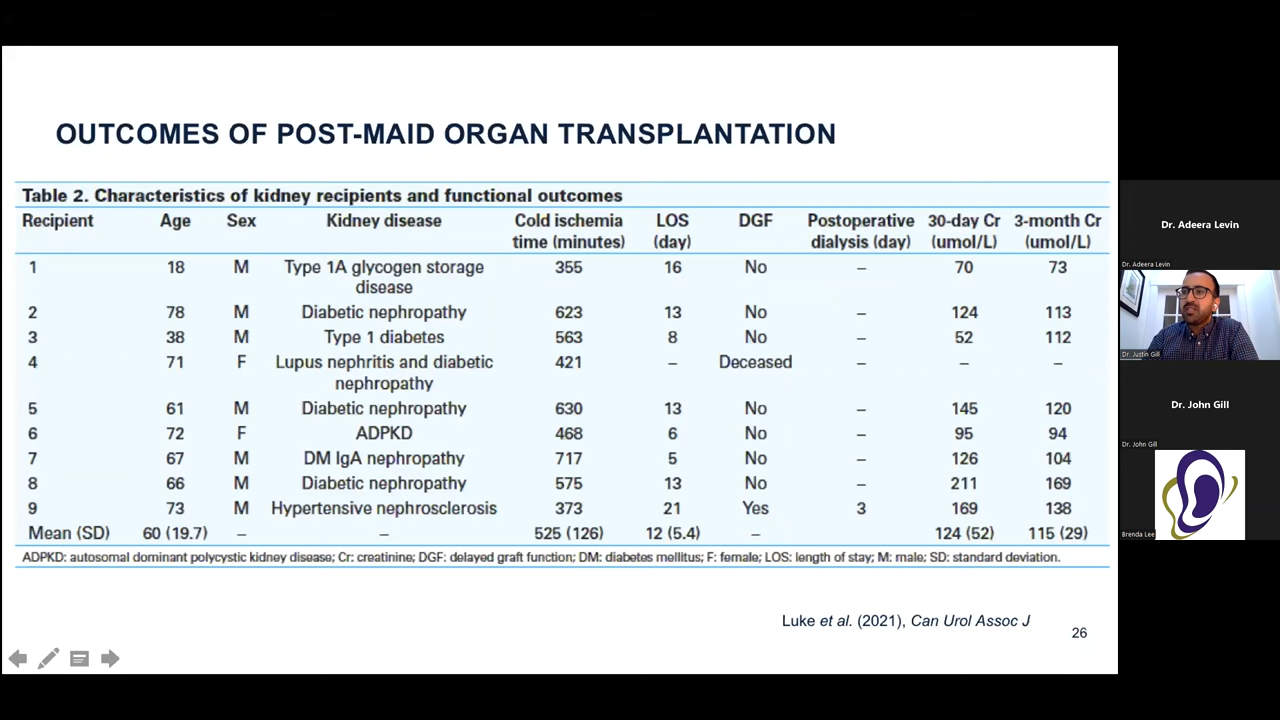 OUTCOMES OF POST-MAID ORGAN TRANSPLANTATION
Table 2. Characteristics of kidney recipients and functional outcomes
Recipient Age Sex Kidney disease Cold ischemia time (minutes) LOS (day) DGF Postoperative dialysis (day) 30-day Cr (umol/L) 3-month Cr (umol/L)
1 18 M Type 1A glycogen storage disease 355 16 No – 70 73
2 78 M Diabetic nephropathy 623 13 No – 124 113
3 38 M Type 1 diabetes 563 8 No – 52 112
4 71 F Lupus nephritis and diabetic nephropathy 421 – Deceased – – –
5 61 M Diabetic nephropathy 630 13 No – 145 120
6 72 F ADPKD 468 6 No – 95 94
7 67 M DM IgA nephropathy 717 5 No – 126 104
8 66 M Diabetic nephropathy 575 13 No – 211 169
9 73 M Hypertensive nephrosclerosis 373 21 Yes 3 169 138
Mean (SD) 60 (19.7) – – 525 (126) 12 (5.4) – 124 (52) 115 (29)
ADPKD: autosomal dominant polycystic kidney disease; Cr: creatinine; DGF: delayed graft function; DM: diabetes mellitus; F: female; LOS: length of stay; M: male; SD: standard deviation.
Luke et al. (2021), Can Urol Assoc J
26
Dr. Adeera Levin
Dr. Adeera Levin
Dr. Justin Gill
Dr. John Gill
Dr. John Gill
Brenda Lee